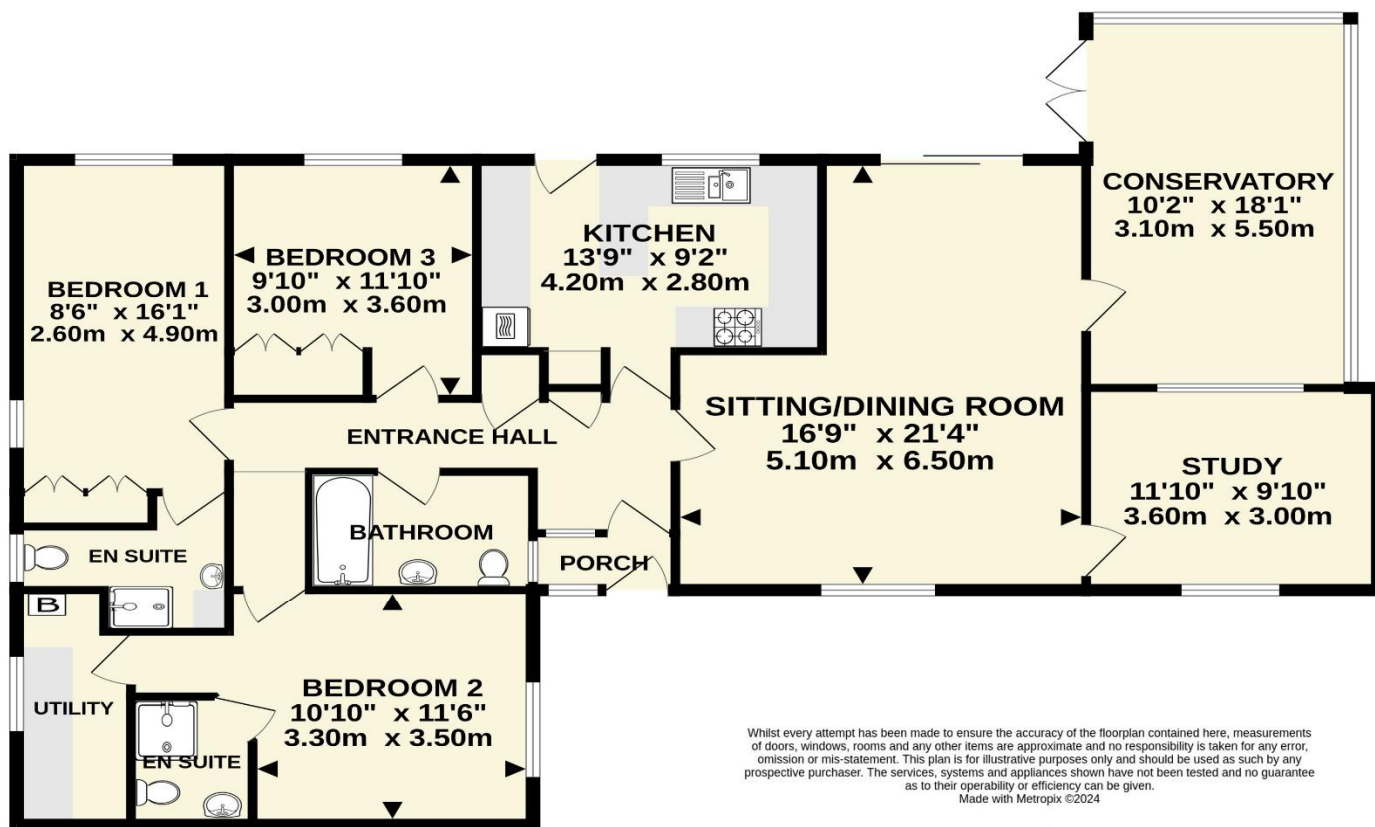 CONSERVATORY
10'2" x 18'1"
3.10m x 5.50m
KITCHEN
13'9" x 9'2"
4.20m x 2.80m
BEDROOM 3
9'10" x 11'10"
3.00m x 3.60m
BEDROOM 1
8'6" x 16'1"
2.60m x 4.90m
SITTING/DINING ROOM
16'9" x 21'4"
5.10m x 6.50m
ENTRANCE HALL
STUDY
11'10" x 9'10"
3.60m x 3.00m
BATHROOM
EN SUITE
PORCH
B
BEDROOM 2
10'10" x 11'6"
3.30m x 3.50m
UTILITY
EN SUITE
Whilst every attempt has been made to ensure the accuracy of the floorplan contained here, measurements
of doors, windows, rooms and any other items are approximate and no responsibility is taken for any error,
omission or mis-statement. This plan is for illustrative purposes only and should be used as such by any
prospective purchaser. The services, systems and appliances shown have not been tested and no guarantee
as to their operability or efficiency can be given.
Made with Metropix ©2024